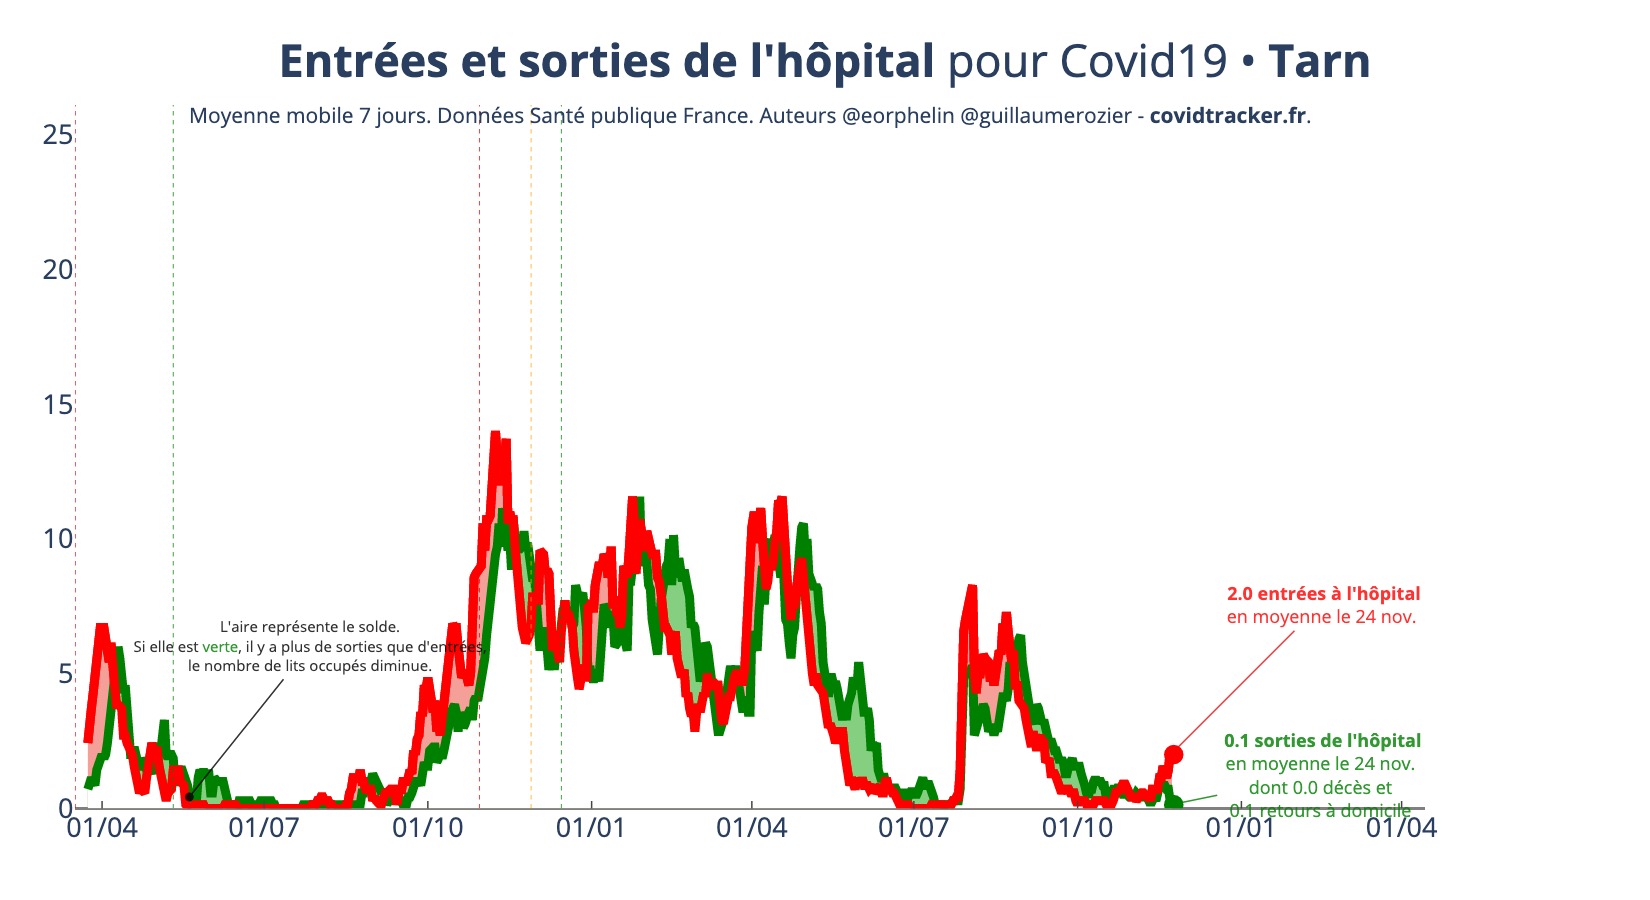 Entrées et sorties de l'hôpital pour Covid19 • Tarn
Moyenne mobile 7 jours. Données Santé publique France. Auteurs @eorphelin @guillaumerozier - covidtracker.fr.
25
20
15
10
5
0
L'aire représente le solde.
Si elle est verte, il y a plus de sorties que d'entrées,
le nombre de lits occupés diminue.
2.0 entrées à l'hôpital
en moyenne le 24 nov.
0.1 sorties de l'hôpital
en moyenne le 24 nov.
dont 0.0 décès et
0.1 retours à domicile
01/04 01/07 01/10 01/01 01/04 01/07 01/10 01/01 01/04